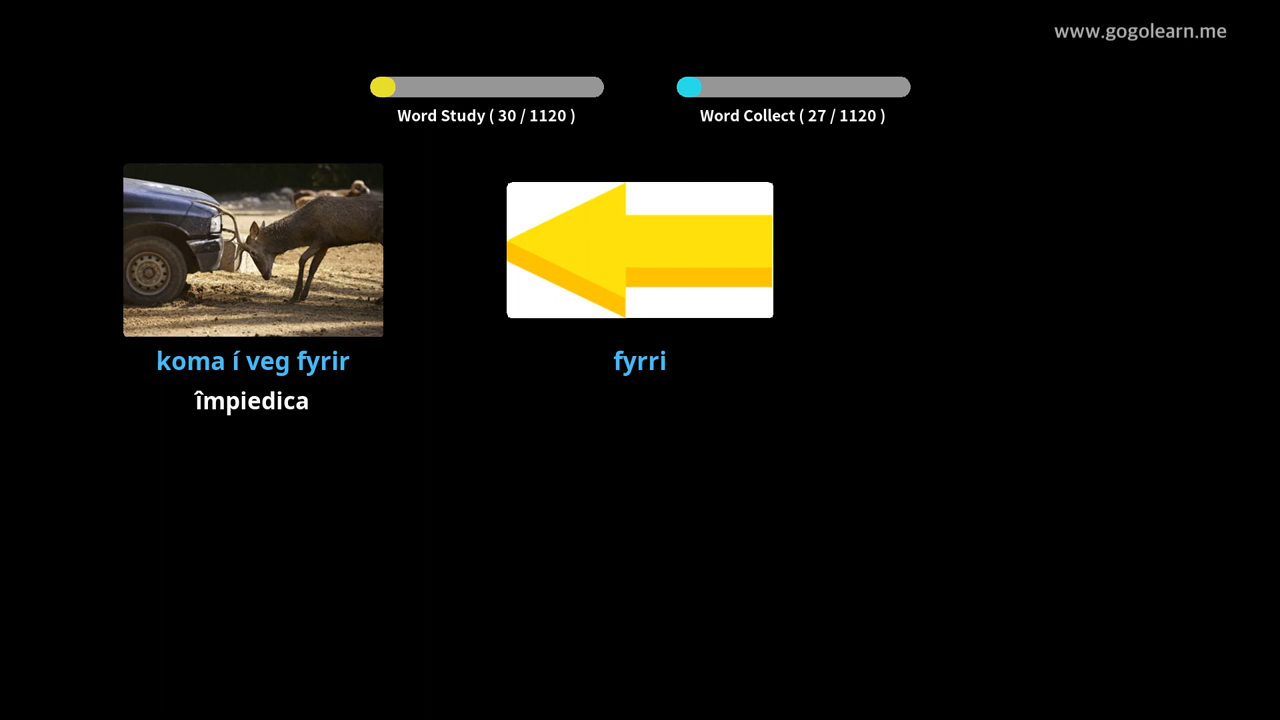 www.gogolearn.me
Word Study ( 30 / 1120 )
Word Collect ( 27 / 1120 )
koma í veg fyrir
fyrri
împiedica